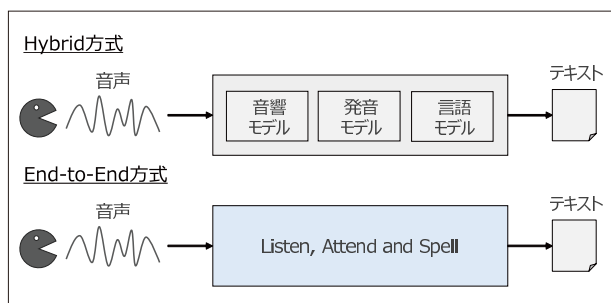 Hybrid方式
音声
テキスト
音響
モデル
発音
モデル
言語
モデル
End-to-End方式
音声
テキスト
Listen, Attend and Spell